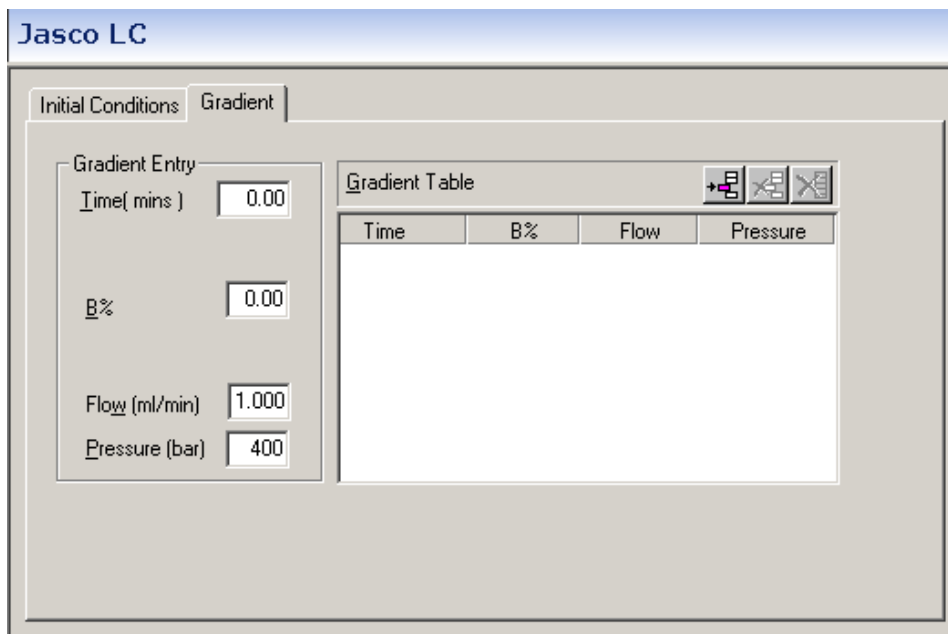 Jasco LC
Initial Conditions Gradient
Gradient Entry
Time( mins ) 0.00
B% 0.00
Flow (ml/min) 1.000
Pressure (bar) 400
Gradient Table
Time B% Flow Pressure